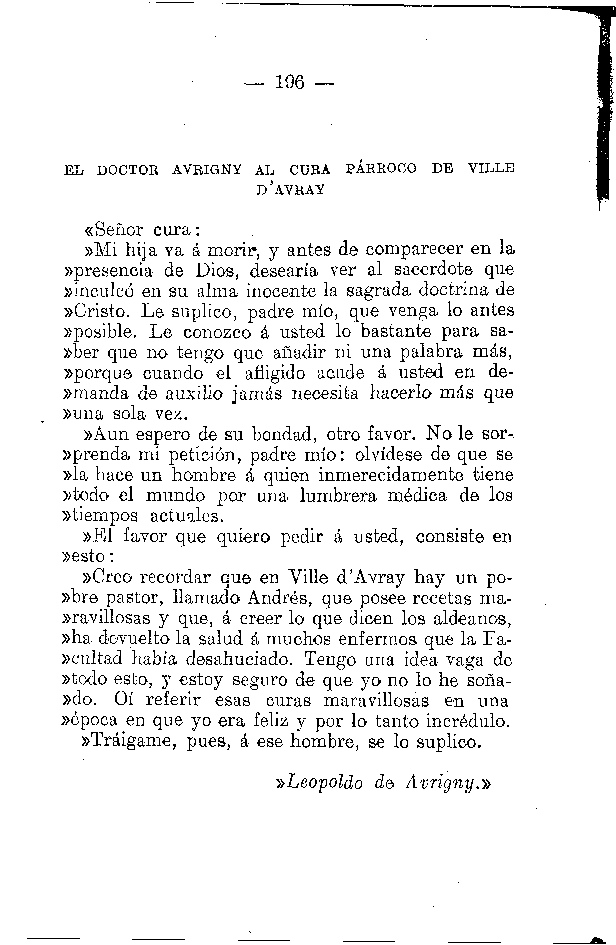 — 196 —
EL DOCTOR AVRIGNY AL CURA PÁRROCO DE VILLE
D'AVRAY
«Señor cura:
»Mi hija va á morir, y antes de comparecer en la
»presencia de Dios, desearía ver al sacerdote que
»inculcó en su alma inocente la sagrada doctrina de
»Cristo. Le suplico, padre mío, que venga lo antes
»posible. Le conozco á usted lo bastante para sa-
»ber que no tengo que añadir ni una palabra más,
»porque cuando el afligido acude á usted en de-
»manda de auxilio jamás necesita hacerlo más que
»una sola vez.
»Aun espero de su bondad, otro favor. No le sor-
»prenda mi petición, padre mío: olvídese de que se
»la hace un hombre á quien inmerecidamente tiene
»todo el mundo por una lumbrera médica de los
»tiempos actuales.
»El favor que quiero pedir á usted, consiste en
»esto:
»Creo recordar que en Ville d'Avray hay un po-
»bre pastor, llamado Andrés, que posee recetas ma-
»ravillosas y que, á creer lo que dicen los aldeanos,
»ha devuelto la salud á muchos enfermos que la Fa-
»cultad había desahuciado. Tengo una idea vaga de
»todo esto, y estoy seguro de que yo no lo he soña-
»do. Oí referir esas curas maravillosas en una
»época en que yo era feliz y por lo tanto incrédulo.
»Tráigame, pues, á ese hombre, se lo suplico.
»Leopoldo de Avrigny.»